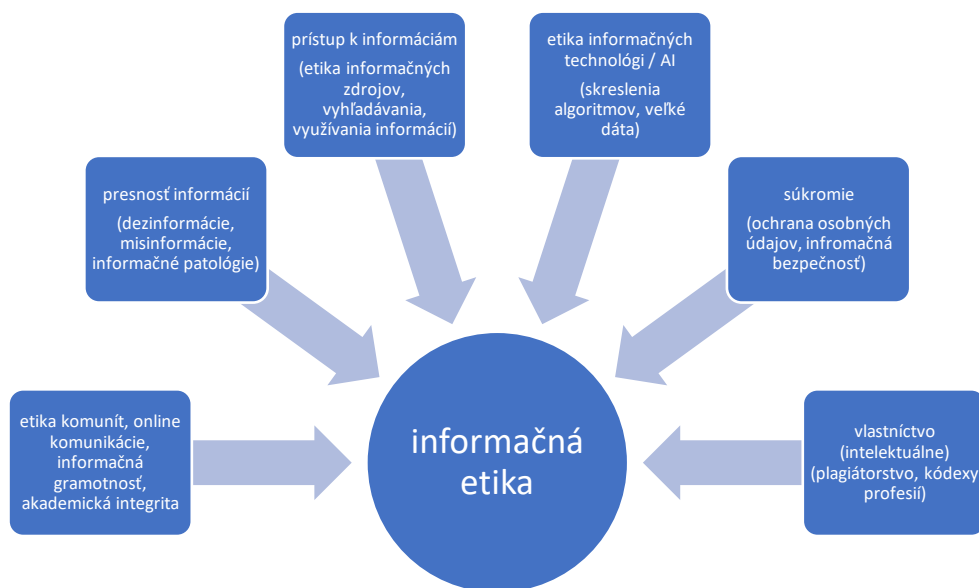 prístup k informáciám
(etika informačných
zdrojov,
vyhľadávania,
využívania informácií)
etika informačných
technológi / AI
(skreslenia
algoritmov, veľké
dáta)
presnosť informácií
(dezinformácie,
misinformácie,
informačné patológie)
súkromie
(ochrana osobných
údajov, infromačná
bezpečnosť)
etika komunít, online
komunikácie,
informačná
gramotnosť,
akademická integrita
informačná
etika
vlastníctvo
(intelektuálne)
(plagiátorstvo, kódexy
profesií)